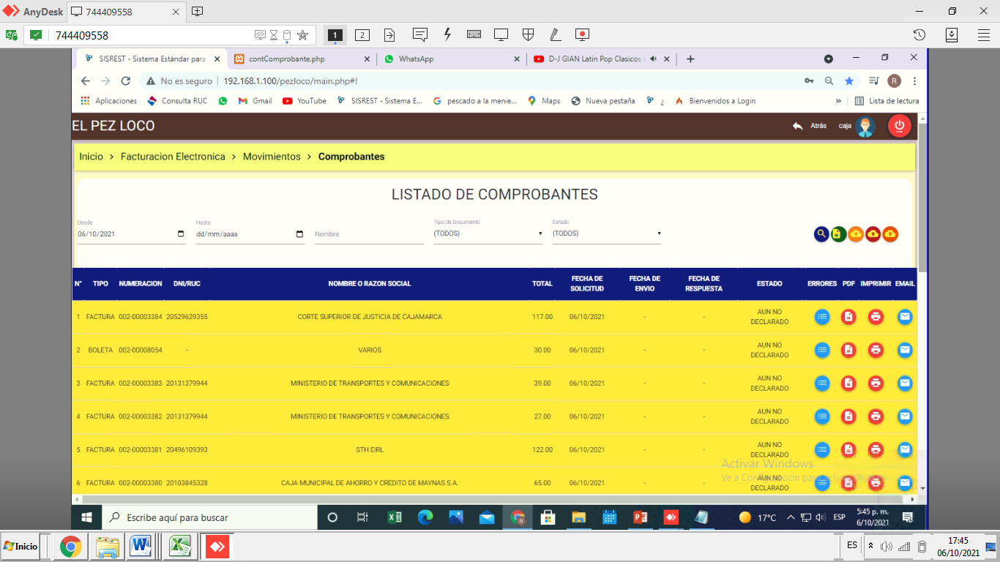 AnyDesk 744409558
744409558 1 2
SISREST - Sistema Estándar para contComprobante.php WhatsApp D-J GIAN Latin Pop Clasicos
No es seguro 192.168.1.100/pezloco/main.php#! R
Aplicaciones Consulta RUC Gmail YouTube SISREST - Sistema E... pescado a la menie... Maps Nueva pestaña ¿ Bienvenidos a Login » Lista de lectura
EL PEZ LOCO Atrás caja
Inicio > Facturacion Electronica > Movimientos > Comprobantes
LISTADO DE COMPROBANTES
Desde Hasta Tipo de Documento Estado
06/10/2021 dd/mm/aaaa Nombre (TODOS) (TODOS)
N° TIPO NUMERACION DNI/RUC NOMBRE O RAZON SOCIAL TOTAL FECHA DE SOLICITUD FECHA DE ENVIO FECHA DE RESPUESTA ESTADO ERRORES PDF IMPRIMIR EMAIL
1 FACTURA 002-00003384 20529629355 CORTE SUPERIOR DE JUSTICIA DE CAJAMARCA 117.00 06/10/2021 - - AUN NO DECLARADO
2 BOLETA 002-00008054 - VARIOS 30.00 06/10/2021 - - AUN NO DECLARADO
3 FACTURA 002-00003383 20131379944 MINISTERIO DE TRANSPORTES Y COMUNICACIONES 39.00 06/10/2021 - - AUN NO DECLARADO
4 FACTURA 002-00003382 20131379944 MINISTERIO DE TRANSPORTES Y COMUNICACIONES 27.00 06/10/2021 - - AUN NO DECLARADO
5 FACTURA 002-00003381 20496109393 STH EIRL 122.00 06/10/2021 - - AUN NO DECLARADO
6 FACTURA 002-00003380 20103845328 CAJA MUNICIPAL DE AHORRO Y CREDITO DE MAYNAS S.A. 65.00 06/10/2021 - - AUN NO DECLARADO
Activar Windows
Ve a
Escribe aquí para buscar 17°C ESP 5:45 p. m.
6/10/2021
Inicio ES 17:45
06/10/2021